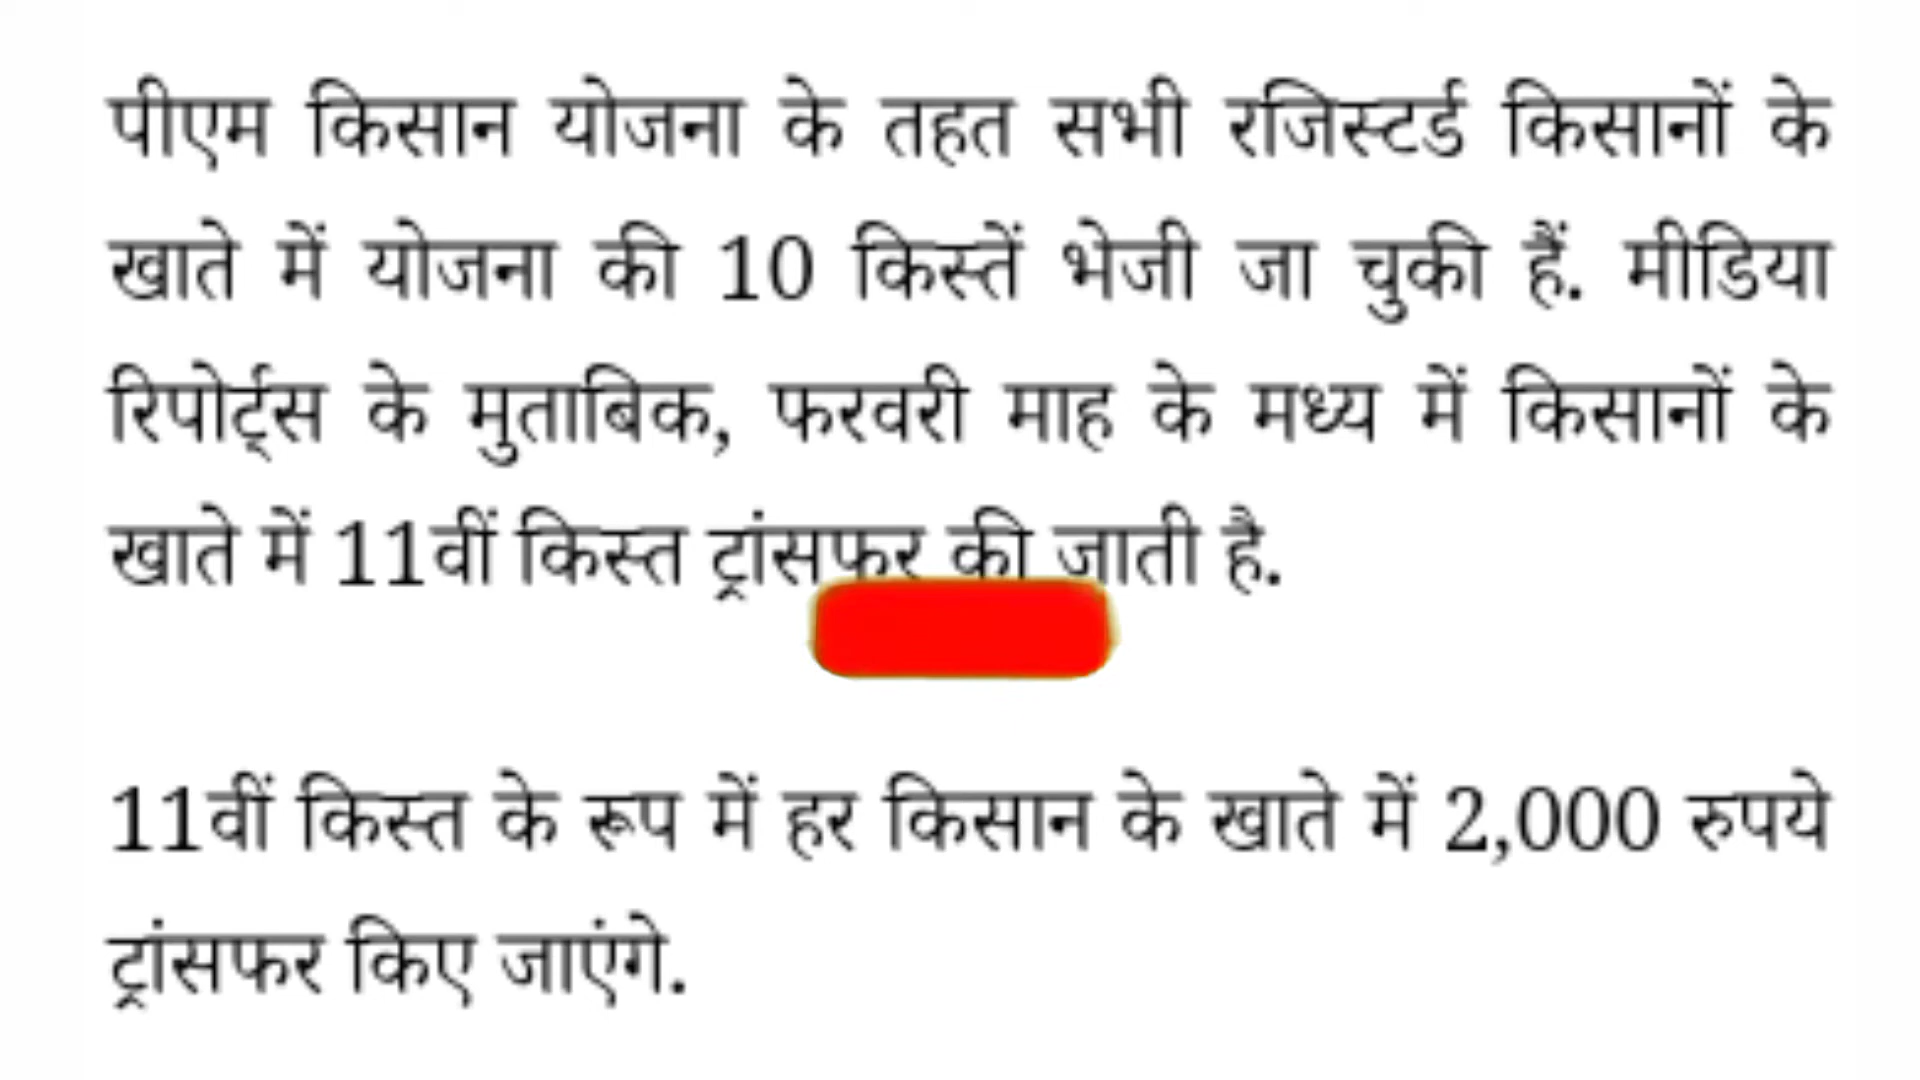 पीएम किसान योजना के तहत सभी रजिस्टर्ड किसानों के
खाते में योजना की 10 किस्तें भेजी जा चुकी हैं. मीडिया
रिपोर्ट्स के मुताबिक, फरवरी माह के मध्य में किसानों के
खाते में 11वीं किस्त ट्रांसफर की जाती है.
11वीं किस्त के रूप में हर किसान के खाते में 2,000 रुपये
ट्रांसफर किए जाएंगे.